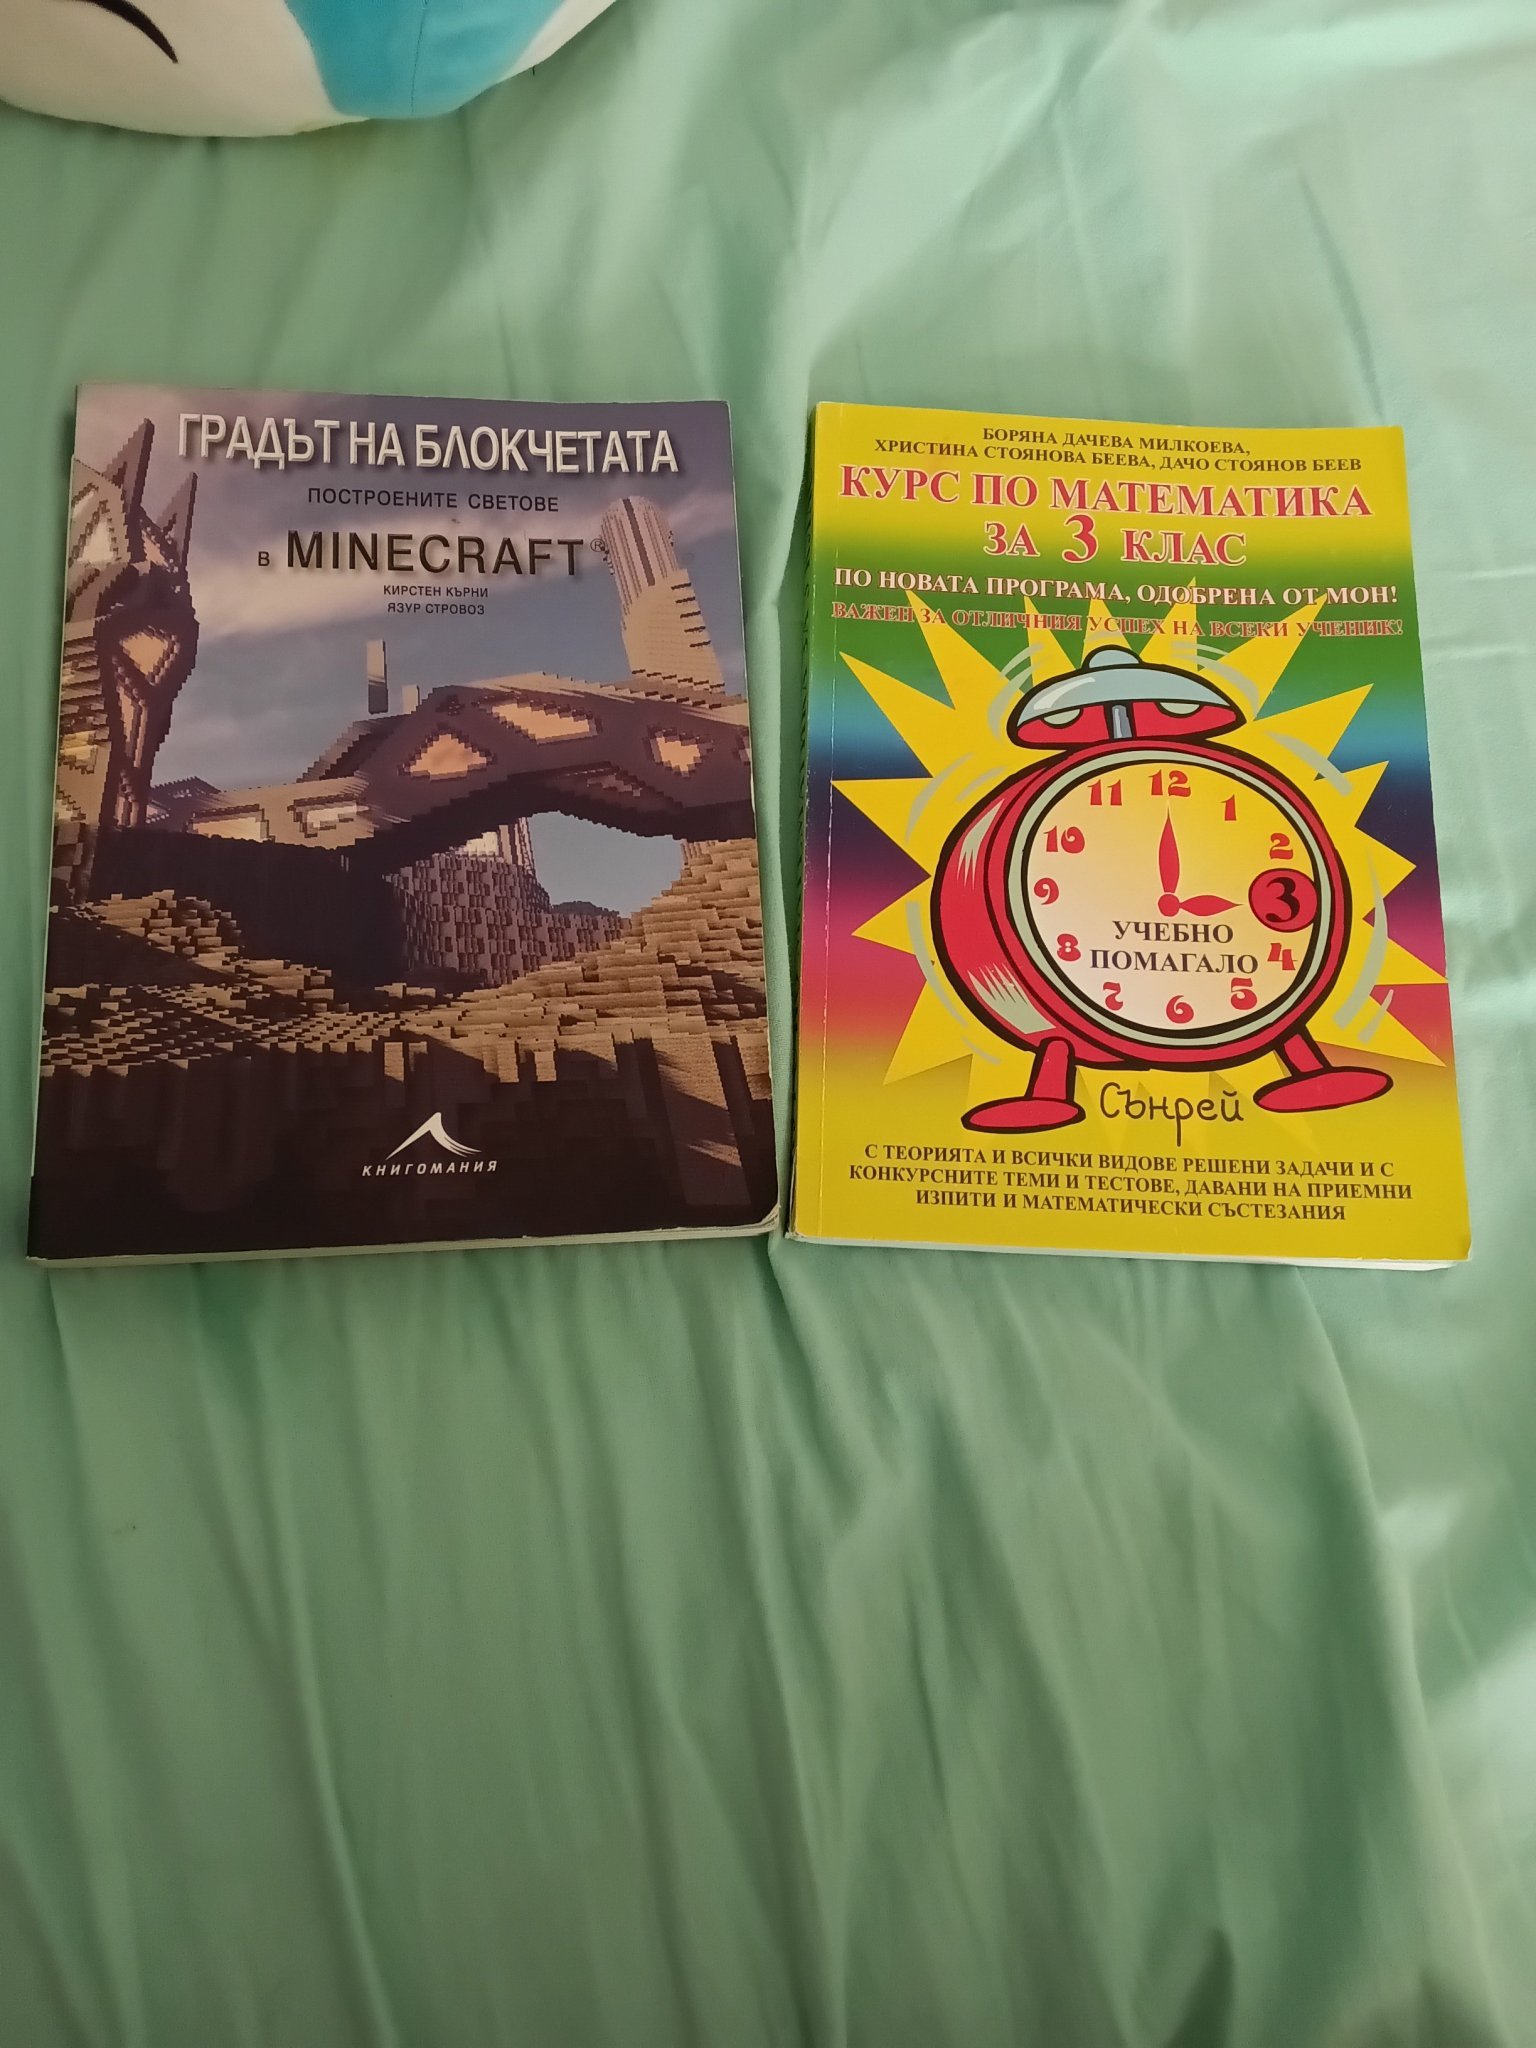 ГРАДЪТ НА БЛОКЧЕТАТА
ПОСТРОЕНИТЕ СВЕТОВЕ
В MINECRAFT®
КИРСТЕН КЪРНИ
ЯЗУР СТРОВОЗ
КНИГОМАНИЯ
БОРЯНА ДАЧЕВА МИЛКОЕВА,
ХРИСТИНА СТОЯНОВА БЕЕВА, ДАЧО СТОЯНОВ БЕЕВ
КУРС ПО МАТЕМАТИКА
ЗА 3 КЛАС
ПО НОВАТА ПРОГРАМА, ОДОБРЕНА ОТ МОН!
ВАЖЕН ЗА ОТЛИЧНИЯ УСПЕХ НА ВСЕКИ УЧЕНИК!
12
11 1
10 2
9 3
УЧЕБНО
ПОМАГАЛО
8 4
7 5
6
Сънрей
С ТЕОРИЯТА И ВСИЧКИ ВИДОВЕ РЕШЕНИ ЗАДАЧИ И С
КОНКУРСНИТЕ ТЕМИ И ТЕСТОВЕ, ДАВАНИ НА ПРИЕМНИ
ИЗПИТИ И МАТЕМАТИЧЕСКИ СЪСТЕЗАНИЯ